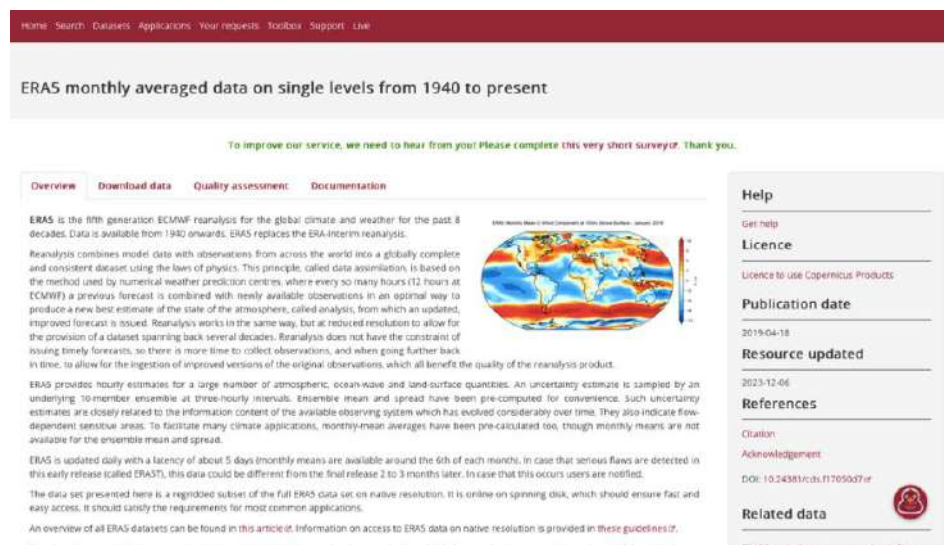 Home Search Datasets Applications Your requests Toolbox Support Live
ERA5 monthly averaged data on single levels from 1940 to present
To improve our service, we need to hear from you! Please complete this very short survey. Thank you.
Overview Download data Quality assessment Documentation
ERA5 is the fifth generation ECMWF reanalysis for the global climate and weather for the past 8
decades. Data is available from 1940 onwards. ERA5 replaces the ERA-Interim reanalysis.
Reanalysis combines model data with observations from across the world into a globally complete
and consistent dataset using the laws of physics. This principle, called data assimilation, is based on
the method used by numerical weather prediction centres, where every so many hours (12 hours at
ECMWF) a previous forecast is combined with newly available observations in an optimal way to
produce a new best estimate of the state of the atmosphere, called analysis, from which an updated,
improved forecast is issued. Reanalysis works in the same way, but at reduced resolution to allow for
the provision of a dataset spanning back several decades. Reanalysis does not have the constraint of
issuing timely forecasts, so there is more time to collect observations, and when going further back
in time, to allow for the ingestion of improved versions of the original observations, which all benefit the quality of the reanalysis product.
ERA5 provides hourly estimates for a large number of atmospheric, ocean-wave and land-surface quantities. An uncertainty estimate is sampled by an
underlying 10-member ensemble at three-hourly intervals. Ensemble mean and spread have been pre-computed for convenience. Such uncertainty
estimates are closely related to the information content of the available observing system which has evolved considerably over time. They also indicate flow-
dependent sensitive areas. To facilitate many climate applications, monthly-mean averages have been pre-calculated too, though monthly means are not
available for the ensemble mean and spread.
ERA5 is updated daily with a latency of about 5 days (monthly means are available around the 6th of each month). In case that serious flaws are detected in
this early release (called ERA5T), this data could be different from the final release 2 to 3 months later. In case that this occurs users are notified.
The data set presented here is a regridded subset of the full ERA5 data set on native resolution. It is online on spinning disk, which should ensure fast and
easy access. It should satisfy the requirements for most common applications.
An overview of all ERA5 datasets can be found in this article. Information on access to ERA5 data on native resolution is provided in these guidelines.
Help
Get help
Licence
Licence to use Copernicus Products
Publication date
2019-04-18
Resource updated
2023-12-06
References
Citation
Acknowledgement
DOI: 10.24381/cds.f17050d7
Related data